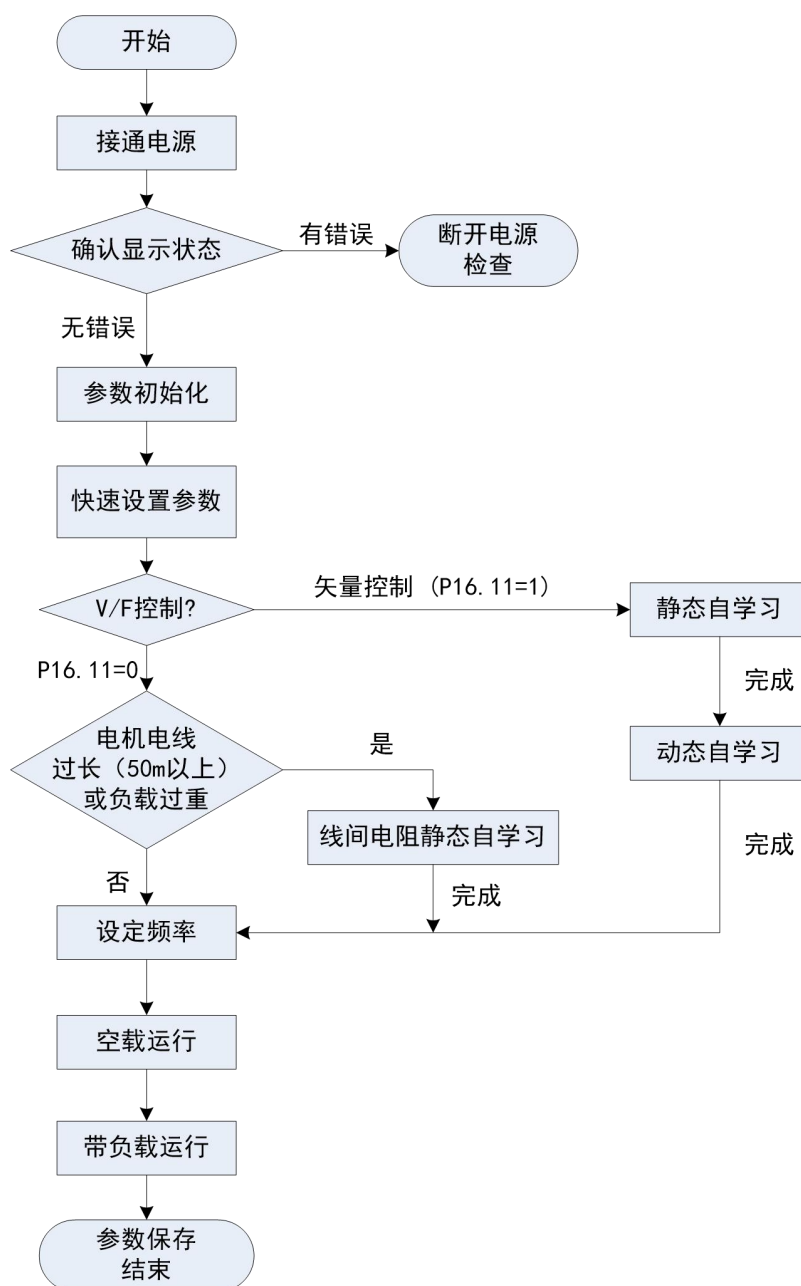 开始
接通电源
确认显示状态
有错误
断开电源
检查
无错误
参数初始化
快速设置参数
V/F控制?
矢量控制 (P16.11=1)
静态自学习
P16.11=0
完成
电机电线
过长（50m以上）
或负载过重
是
动态自学习
线间电阻静态自学习
完成
否
完成
设定频率
空载运行
带负载运行
参数保存
结束